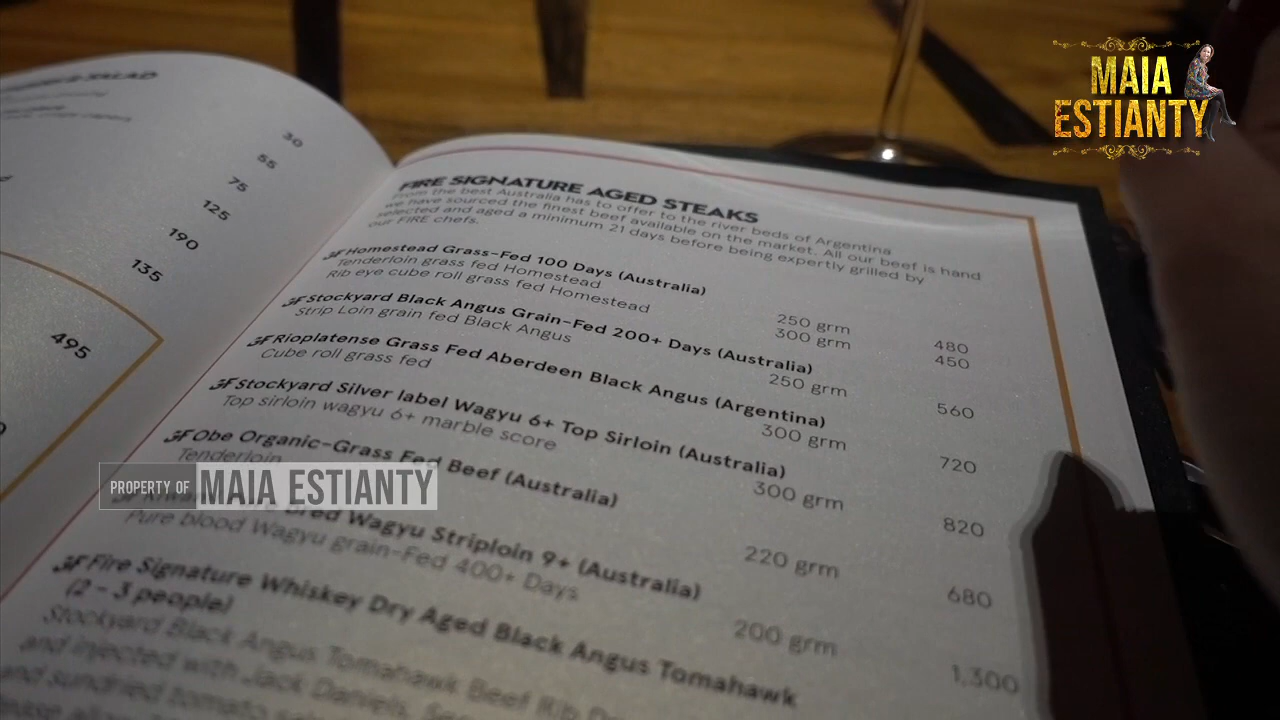 MAIA
ESTIANTY
SALAD
30
55
75
125
190
135
495
FIRE SIGNATURE AGED STEAKS
From the best Australia has to offer to the river beds of Argentina
we have sourced the finest beef available on the market. All our beef is hand
selected and aged a minimum 21 days before being expertly grilled by
our FIRE chefs.
Homestead Grass-Fed 100 Days (Australia)
Tenderloin grass fed Homestead 250 grm 480
Rib eye cube roll grass fed Homestead 300 grm 450
Stockyard Black Angus Grain-Fed 200+ Days (Australia)
Strip Loin grain fed Black Angus 250 grm 560
Rioplatense Grass Fed Aberdeen Black Angus (Argentina)
Cube roll grass fed 300 grm 720
Stockyard Silver label Wagyu 6+ Top Sirloin (Australia)
Top sirloin wagyu 6+ marble score 300 grm 820
Obe Organic-Grass Fed Beef (Australia)
Tenderloin 220 grm 680
Bred Wagyu Striploin 9+ (Australia)
Pure blood Wagyu grain-Fed 400+ Days 200 grm 1,300
Fire Signature Whiskey Dry Aged Black Angus Tomahawk
(2 - 3 people)
Stockyard Black Angus Tomahawk Beef Rib
and injected with Jack Daniels,
and sundried tomato
PROPERTY OF MAIA ESTIANTY